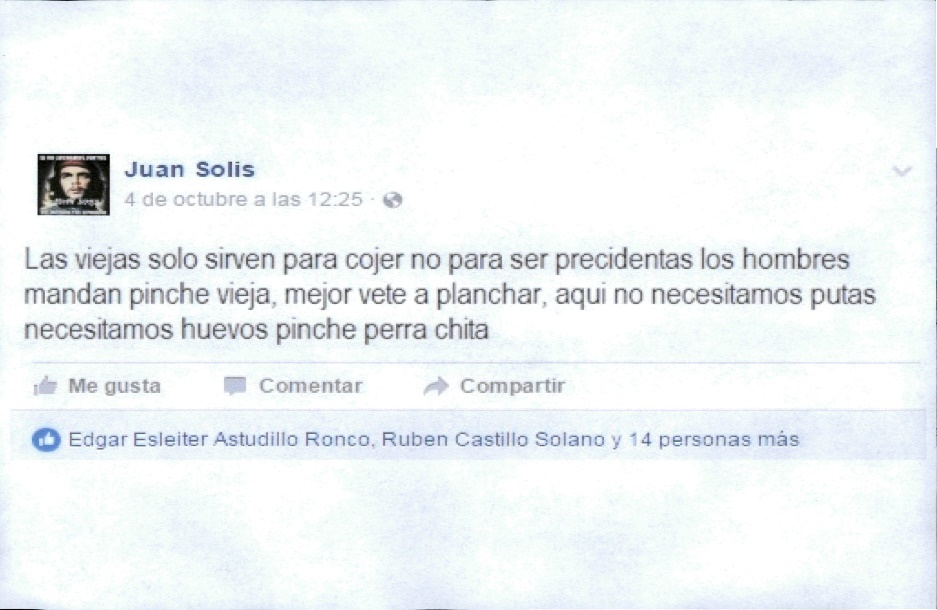 Juan Solis
4 de octubre a las 12:25 ·
Las viejas solo sirven para cojer no para ser precidentas los hombres
mandan pinche vieja, mejor vete a planchar, aqui no necesitamos putas
necesitamos huevos pinche perra chita
Me gusta Comentar Compartir
Edgar Esleiter Astudillo Ronco, Ruben Castillo Solano y 14 personas más